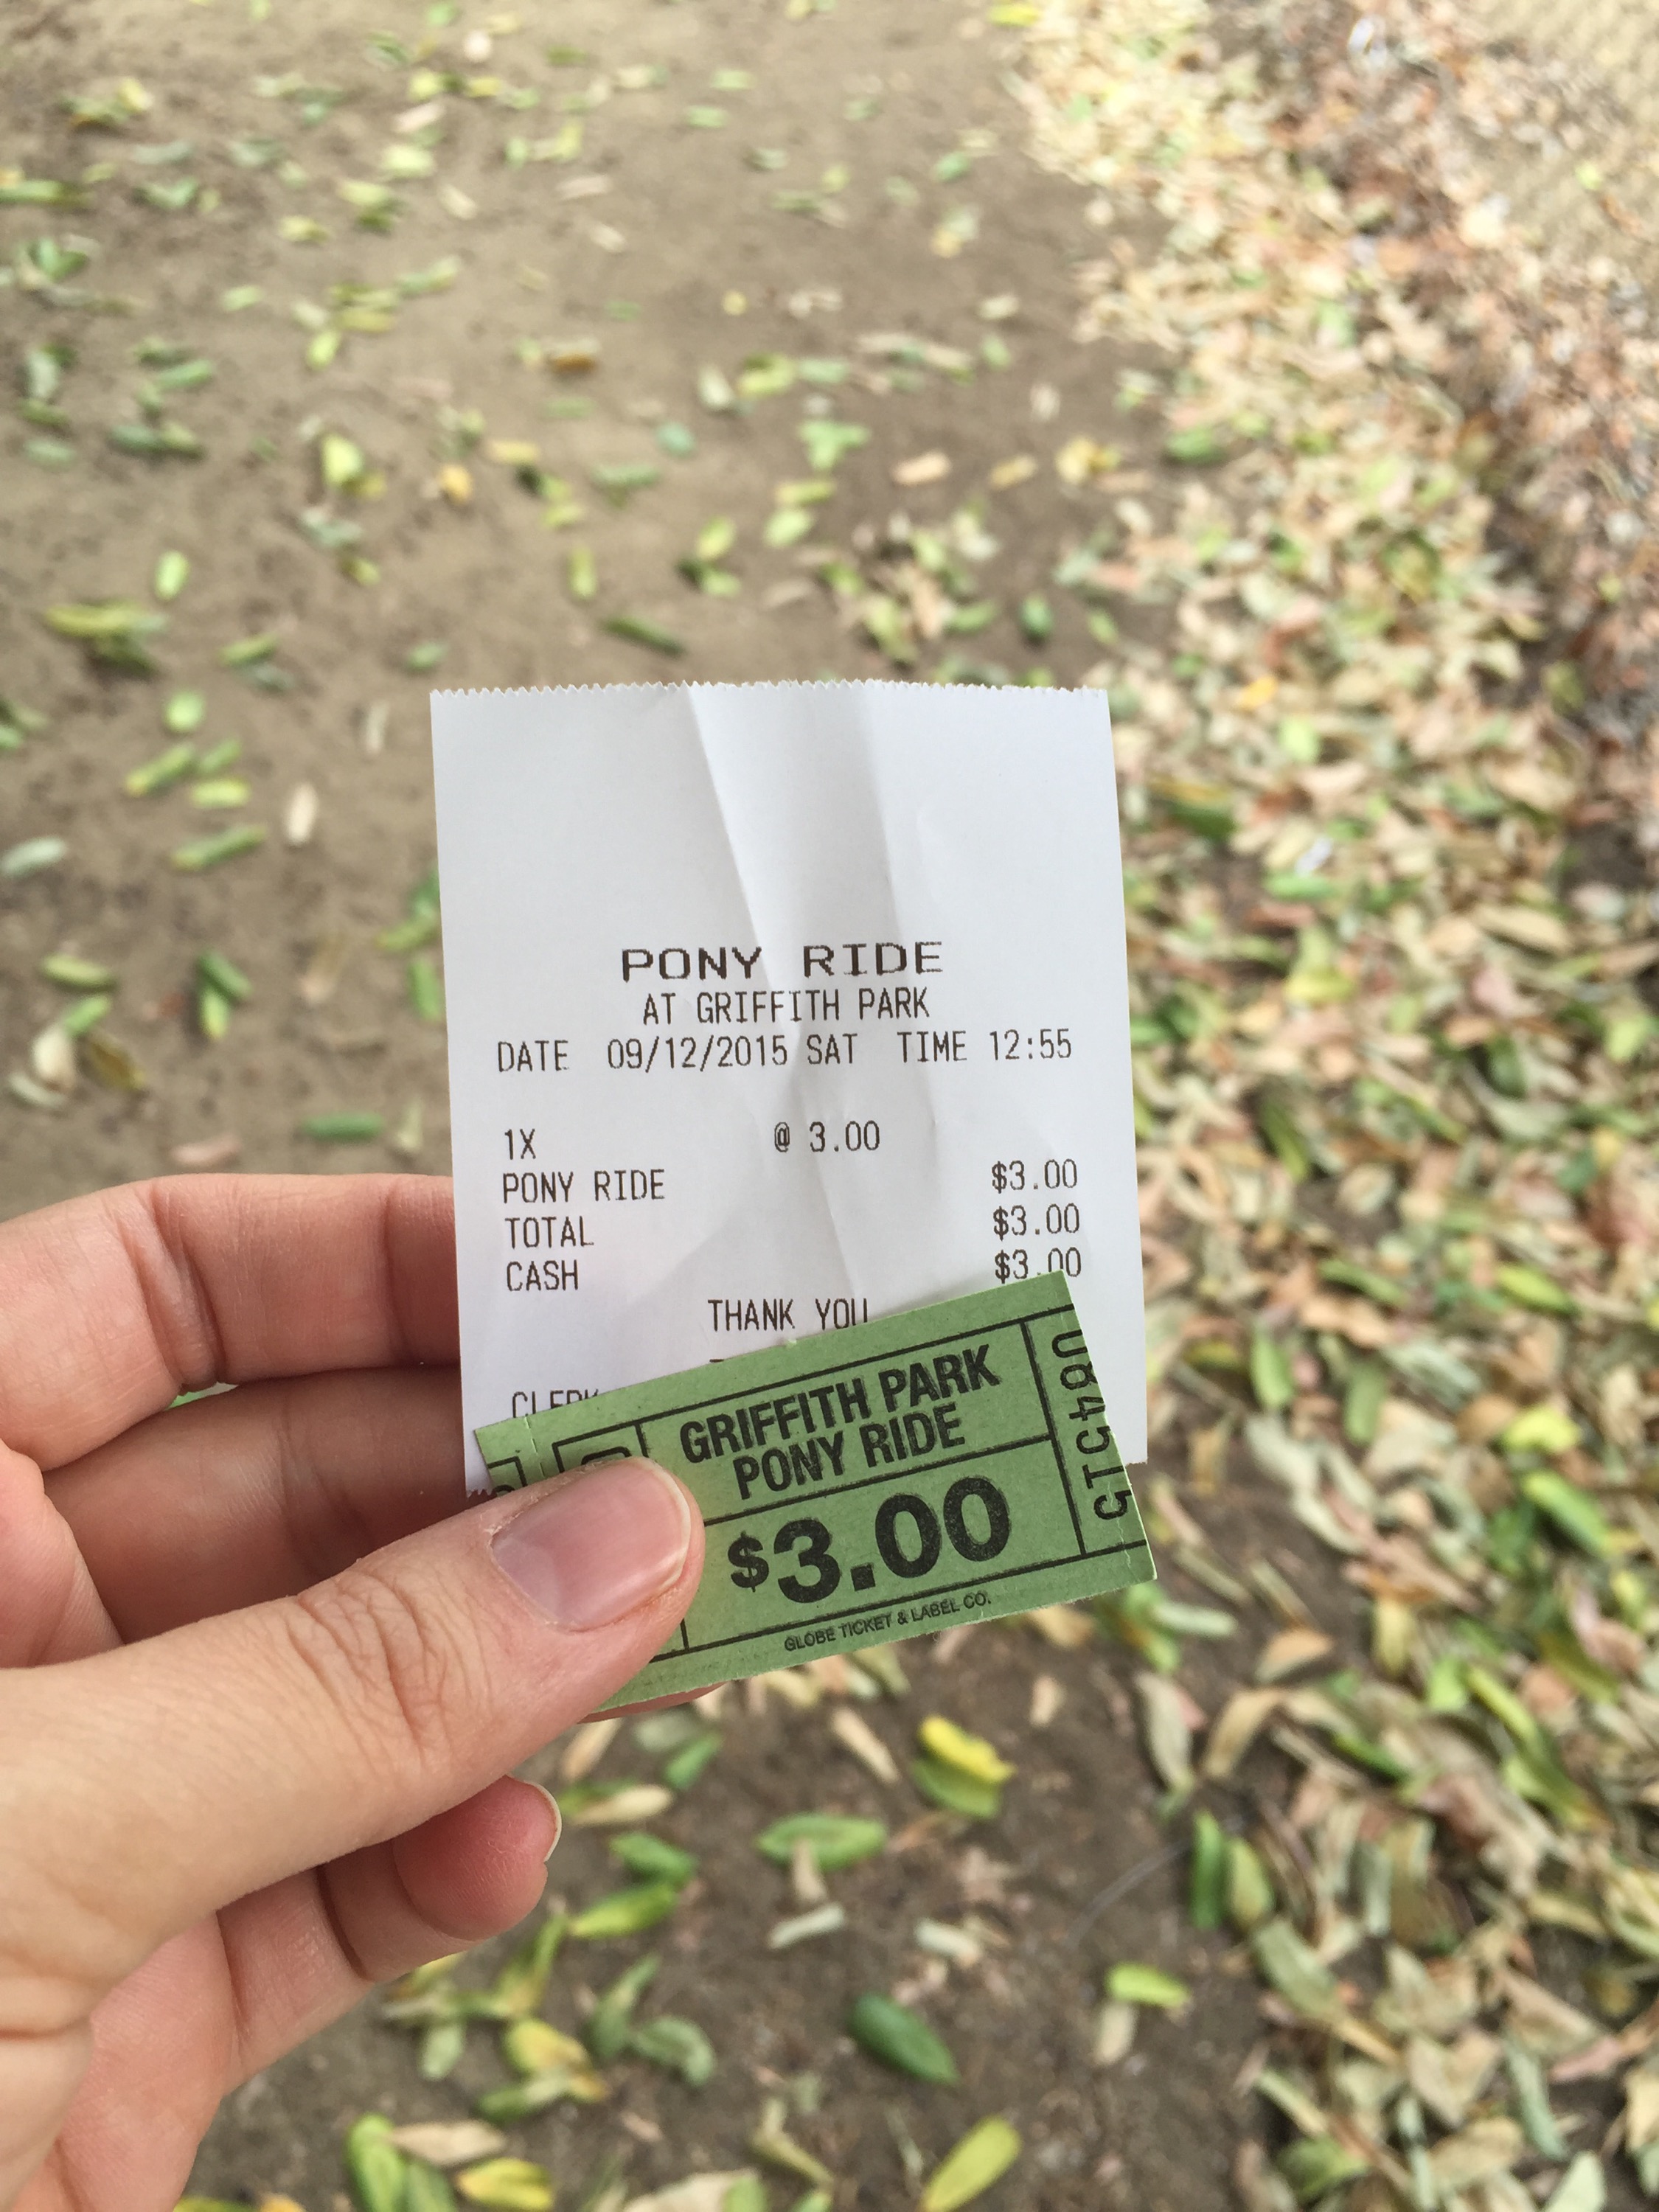 PONY RIDE
AT GRIFFITH PARK
DATE 09/12/2015 SAT TIME 12:55
1X @ 3.00
PONY RIDE $3.00
TOTAL $3.00
CASH $3.00
THANK YOU
GRIFFITH PARK
PONY RIDE
$3.00
GLOBE TICKET & LABEL CO.
084515